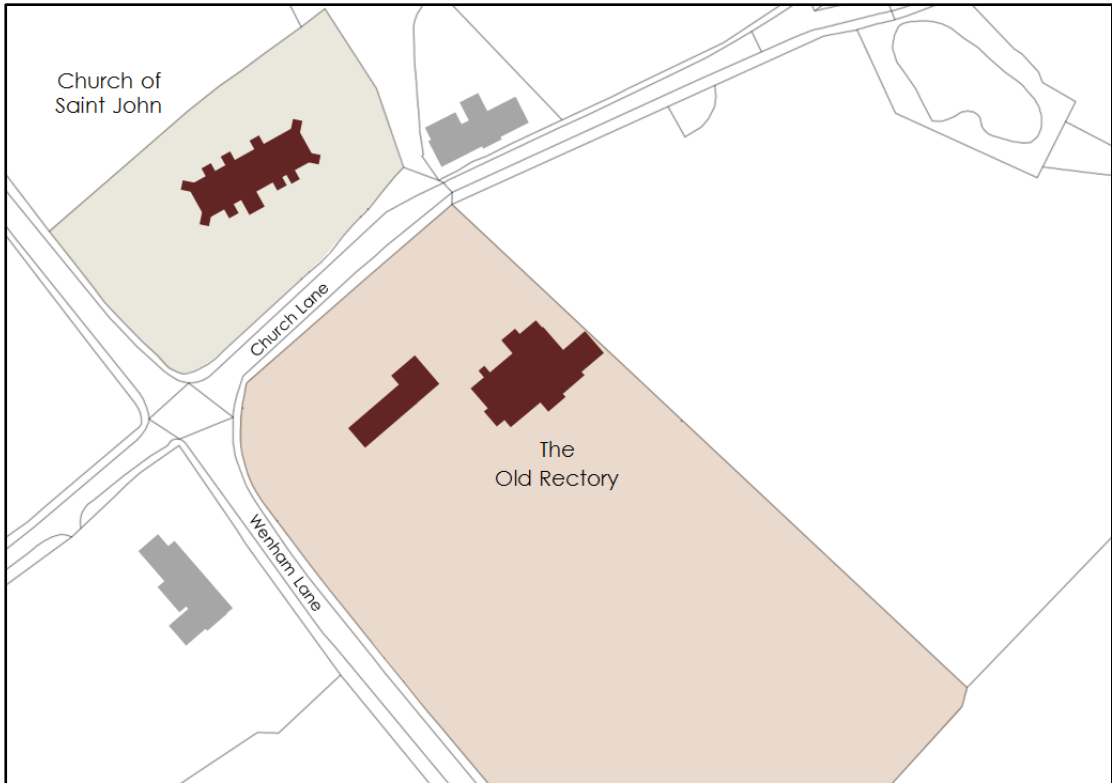 Church of
Saint John
Church Lane
The
Old Rectory
Wenham Lane